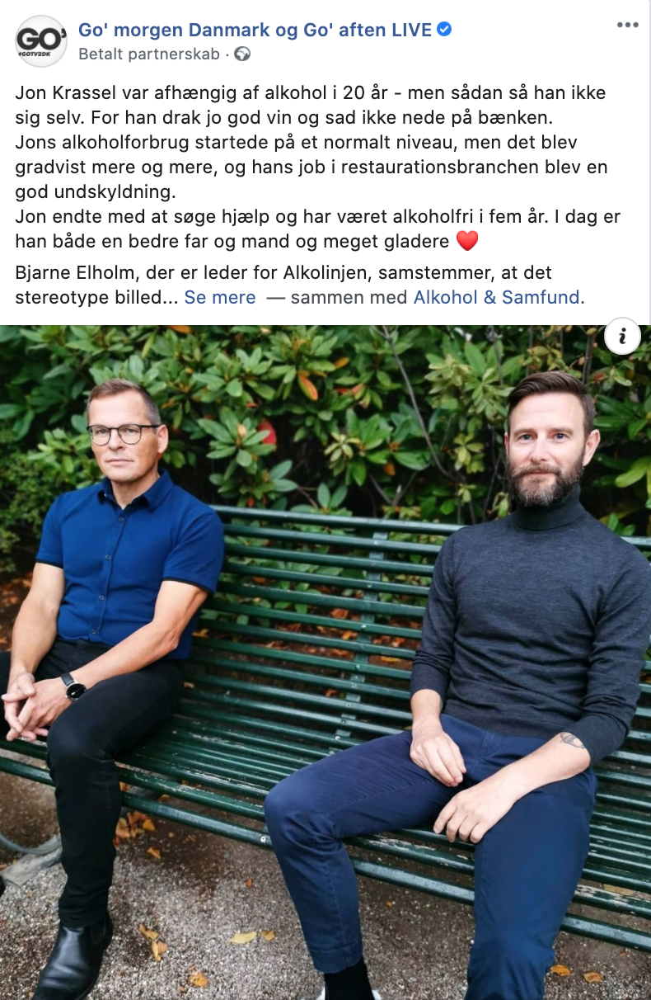 GO'
#GOTV2DK
Go' morgen Danmark og Go' aften LIVE
Betalt partnerskab ·
Jon Krassel var afhængig af alkohol i 20 år - men sådan så han ikke
sig selv. For han drak jo god vin og sad ikke nede på bænken.
Jons alkoholforbrug startede på et normalt niveau, men det blev
gradvist mere og mere, og hans job i restaurationsbranchen blev en
god undskyldning.
Jon endte med at søge hjælp og har været alkoholfri i fem år. I dag er
han både en bedre far og mand og meget gladere ❤️
Bjarne Elholm, der er leder for Alkolinjen, samstemmer, at det
stereotype billed... Se mere — sammen med Alkohol & Samfund.
i